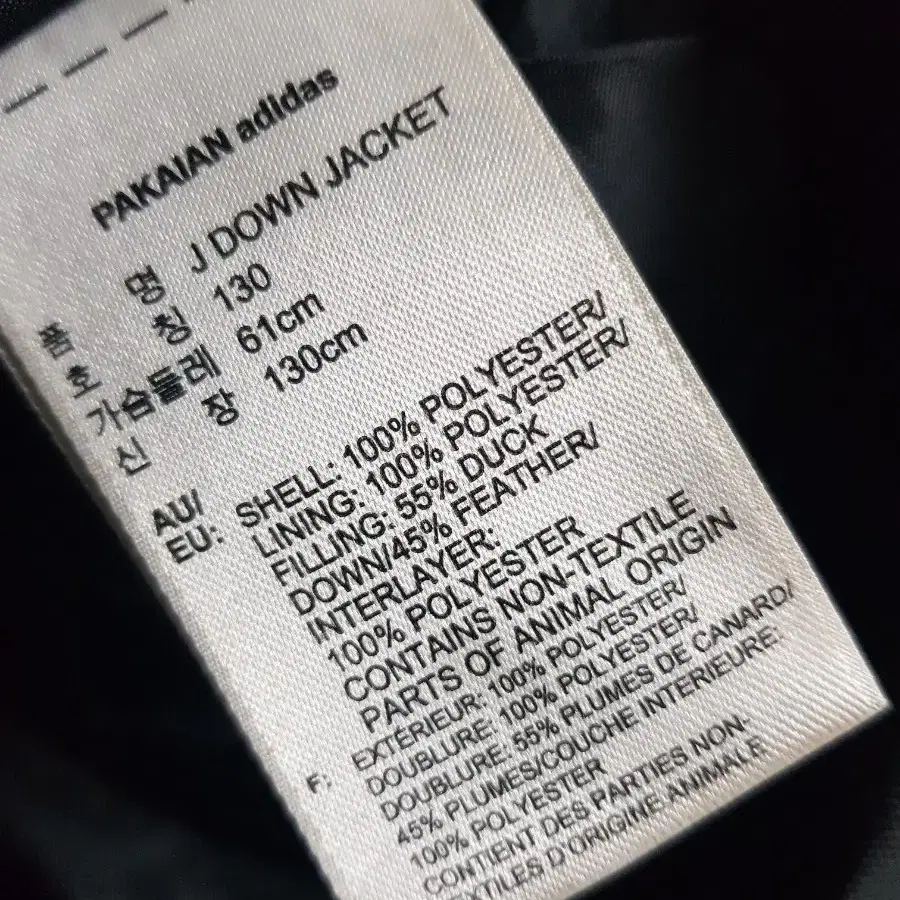 PAKAIAN adidas
품 명 J DOWN JACKET
호 칭 130
가슴둘레 61cm
신 장 130cm
AU/
EU: SHELL: 100% POLYESTER/
LINING: 100% POLYESTER/
FILLING: 55% DUCK
DOWN/45% FEATHER/
INTERLAYER:
100% POLYESTER
CONTAINS NON-TEXTILE
PARTS OF ANIMAL ORIGIN
F: EXTÉRIEUR: 100% POLYESTER/
DOUBLURE: 100% POLYESTER/
DOUBLURE: 55% PLUMES DE CANARD/
45% PLUMES/COUCHE INTERIEURE:
100% POLYESTER
CONTIENT DES PARTIES NON-
TEXTILES D'ORIGINE ANIMALE